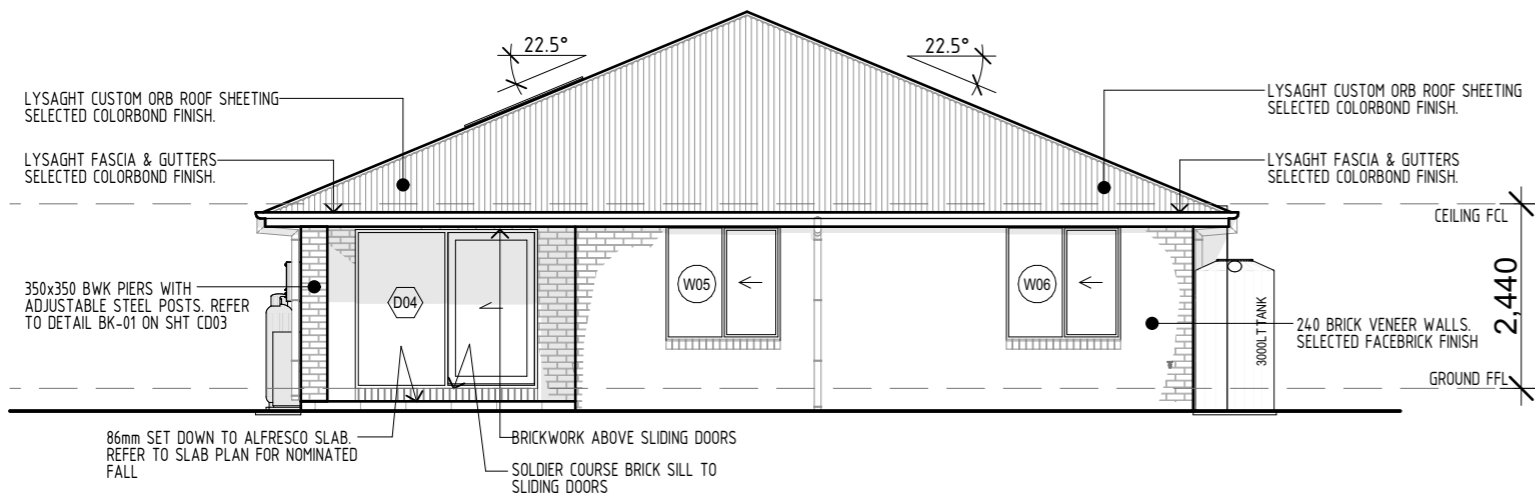 22.5°
22.5°
LYSAGHT CUSTOM ORB ROOF SHEETING
SELECTED COLORBOND FINISH.
LYSAGHT CUSTOM ORB ROOF SHEETING
SELECTED COLORBOND FINISH.
LYSAGHT FASCIA & GUTTERS
SELECTED COLORBOND FINISH.
LYSAGHT FASCIA & GUTTERS
SELECTED COLORBOND FINISH.
CEILING FCL
350x350 BWK PIERS WITH
ADJUSTABLE STEEL POSTS. REFER
TO DETAIL BK-01 ON SHT CD03
D04
W05
W06
2,440
3000LT TANK
240 BRICK VENEER WALLS.
SELECTED FACEBRICK FINISH
GROUND FFL
86mm SET DOWN TO ALFRESCO SLAB.
REFER TO SLAB PLAN FOR NOMINATED
FALL
BRICKWORK ABOVE SLIDING DOORS
SOLDIER COURSE BRICK SILL TO
SLIDING DOORS